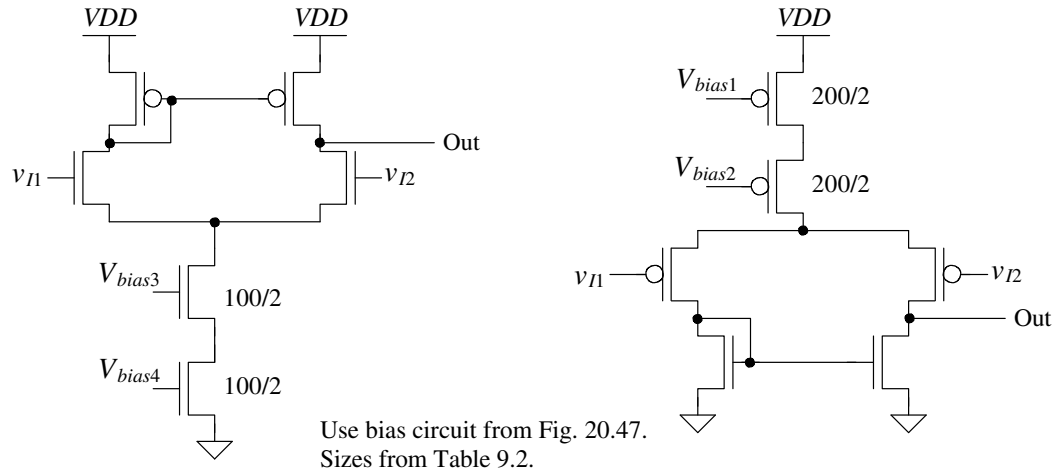 VDD
VDD
Out
vI1
vI2
Vbias3
100/2
Vbias4
100/2
Vbias1
200/2
Vbias2
200/2
vI1
vI2
Out
Use bias circuit from Fig. 20.47.
Sizes from Table 9.2.